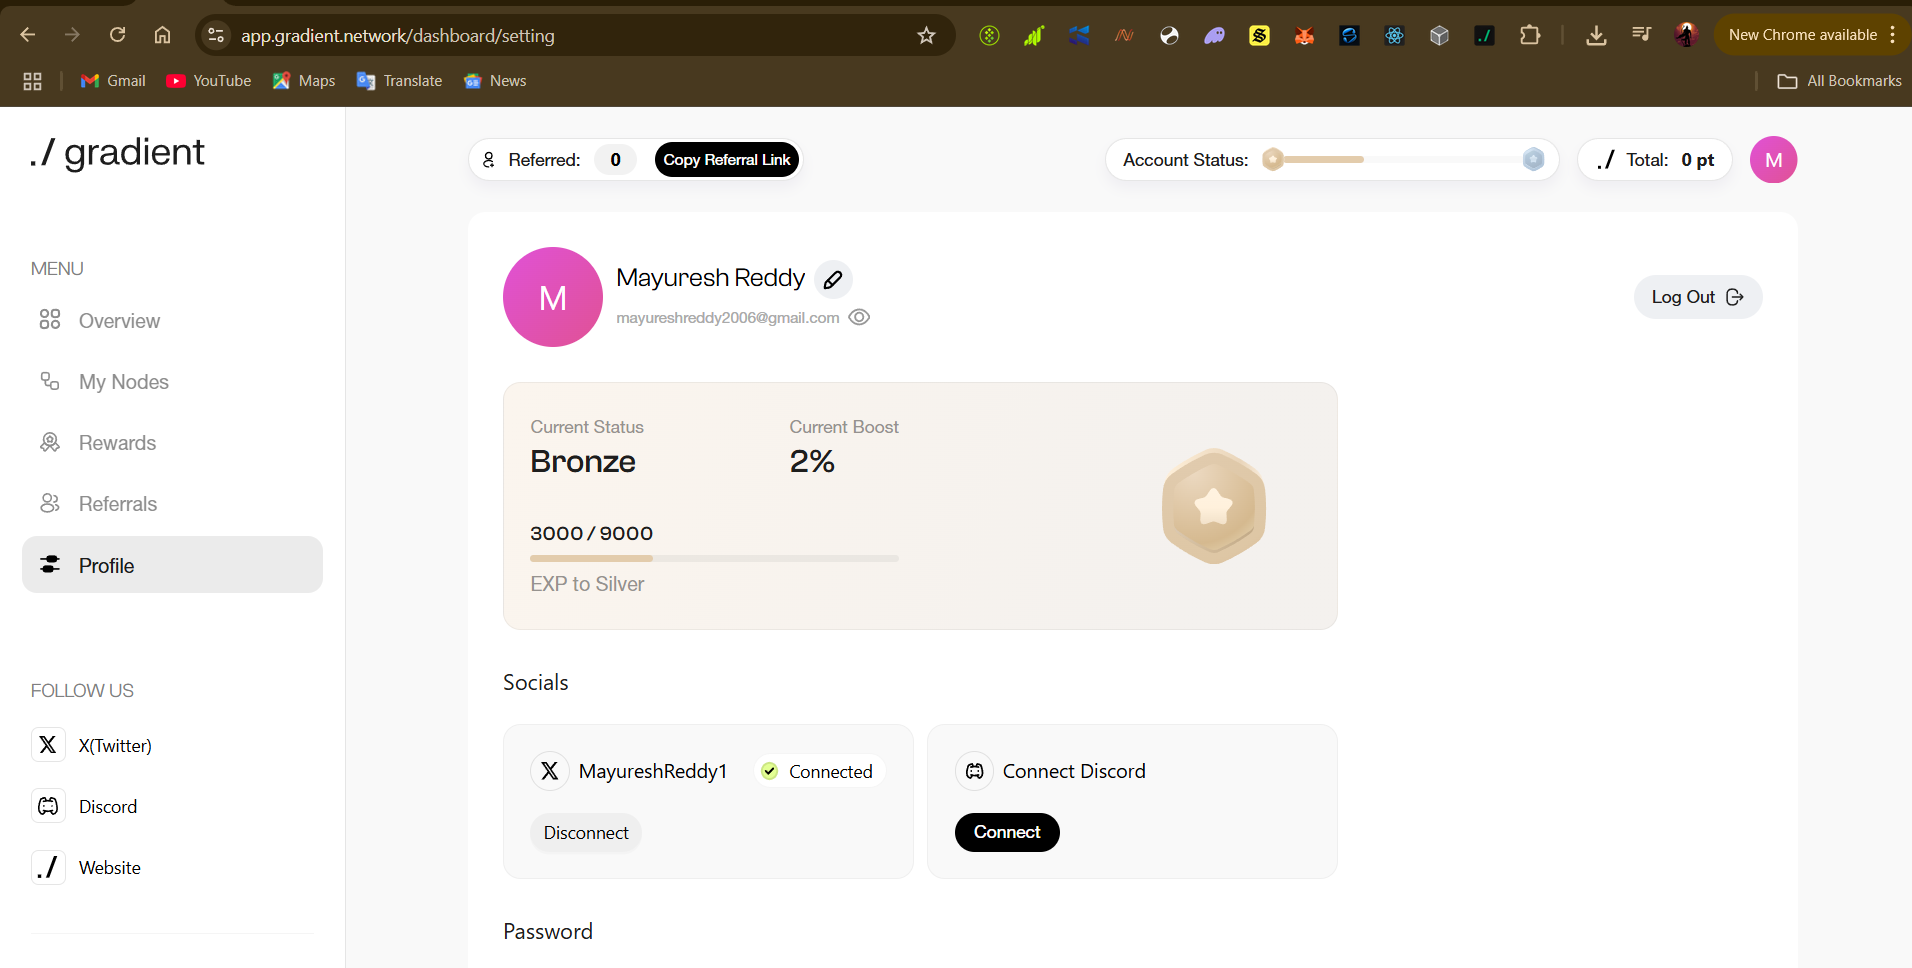 app.gradient.network/dashboard/setting
New Chrome available
Gmail
YouTube
Maps
Translate
News
All Bookmarks
./ gradient
Referred: 0 Copy Referral Link
Account Status:
./ Total: 0 pt
M
MENU
Overview
My Nodes
Rewards
Referrals
Profile
FOLLOW US
X(Twitter)
Discord
Website
M
Mayuresh Reddy
mayureshreddy2006@gmail.com
Log Out
Current Status
Bronze
Current Boost
2%
3000 / 9000
EXP to Silver
Socials
MayureshReddy1
Connected
Disconnect
Connect Discord
Connect
Password